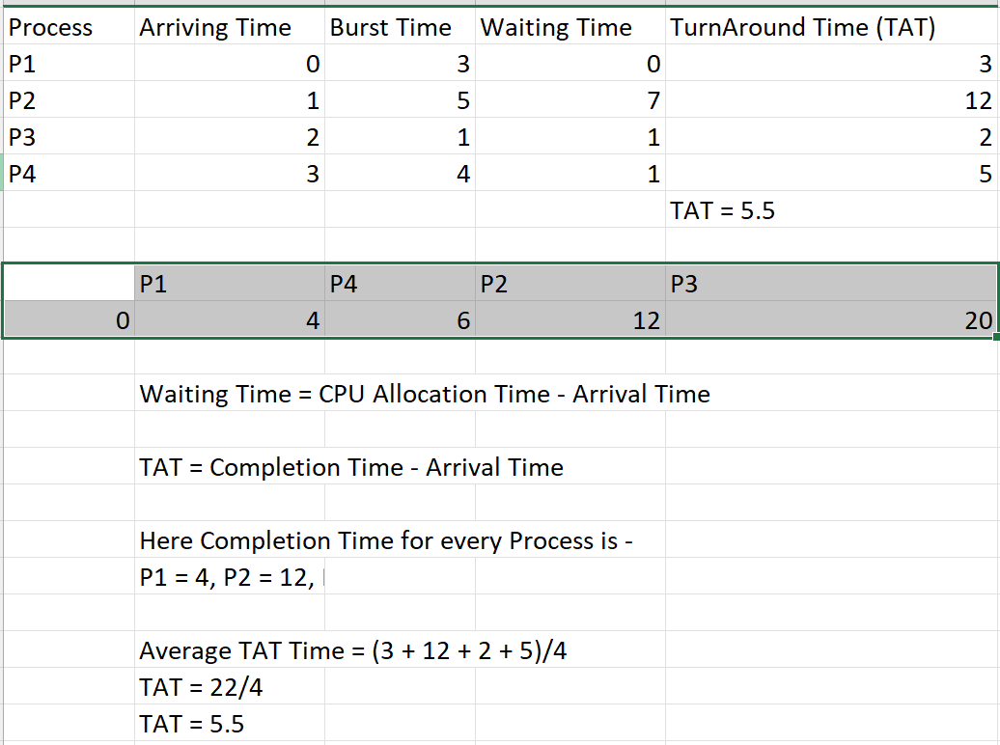 Process Arriving Time Burst Time Waiting Time TurnAround Time (TAT)
P1 0 3 0 3
P2 1 5 7 12
P3 2 1 1 2
P4 3 4 1 5
TAT = 5.5
P1 P4 P2 P3
0 4 6 12 20
Waiting Time = CPU Allocation Time - Arrival Time
TAT = Completion Time - Arrival Time
Here Completion Time for every Process is -
P1 = 4, P2 = 12,
Average TAT Time = (3 + 12 + 2 + 5)/4
TAT = 22/4
TAT = 5.5